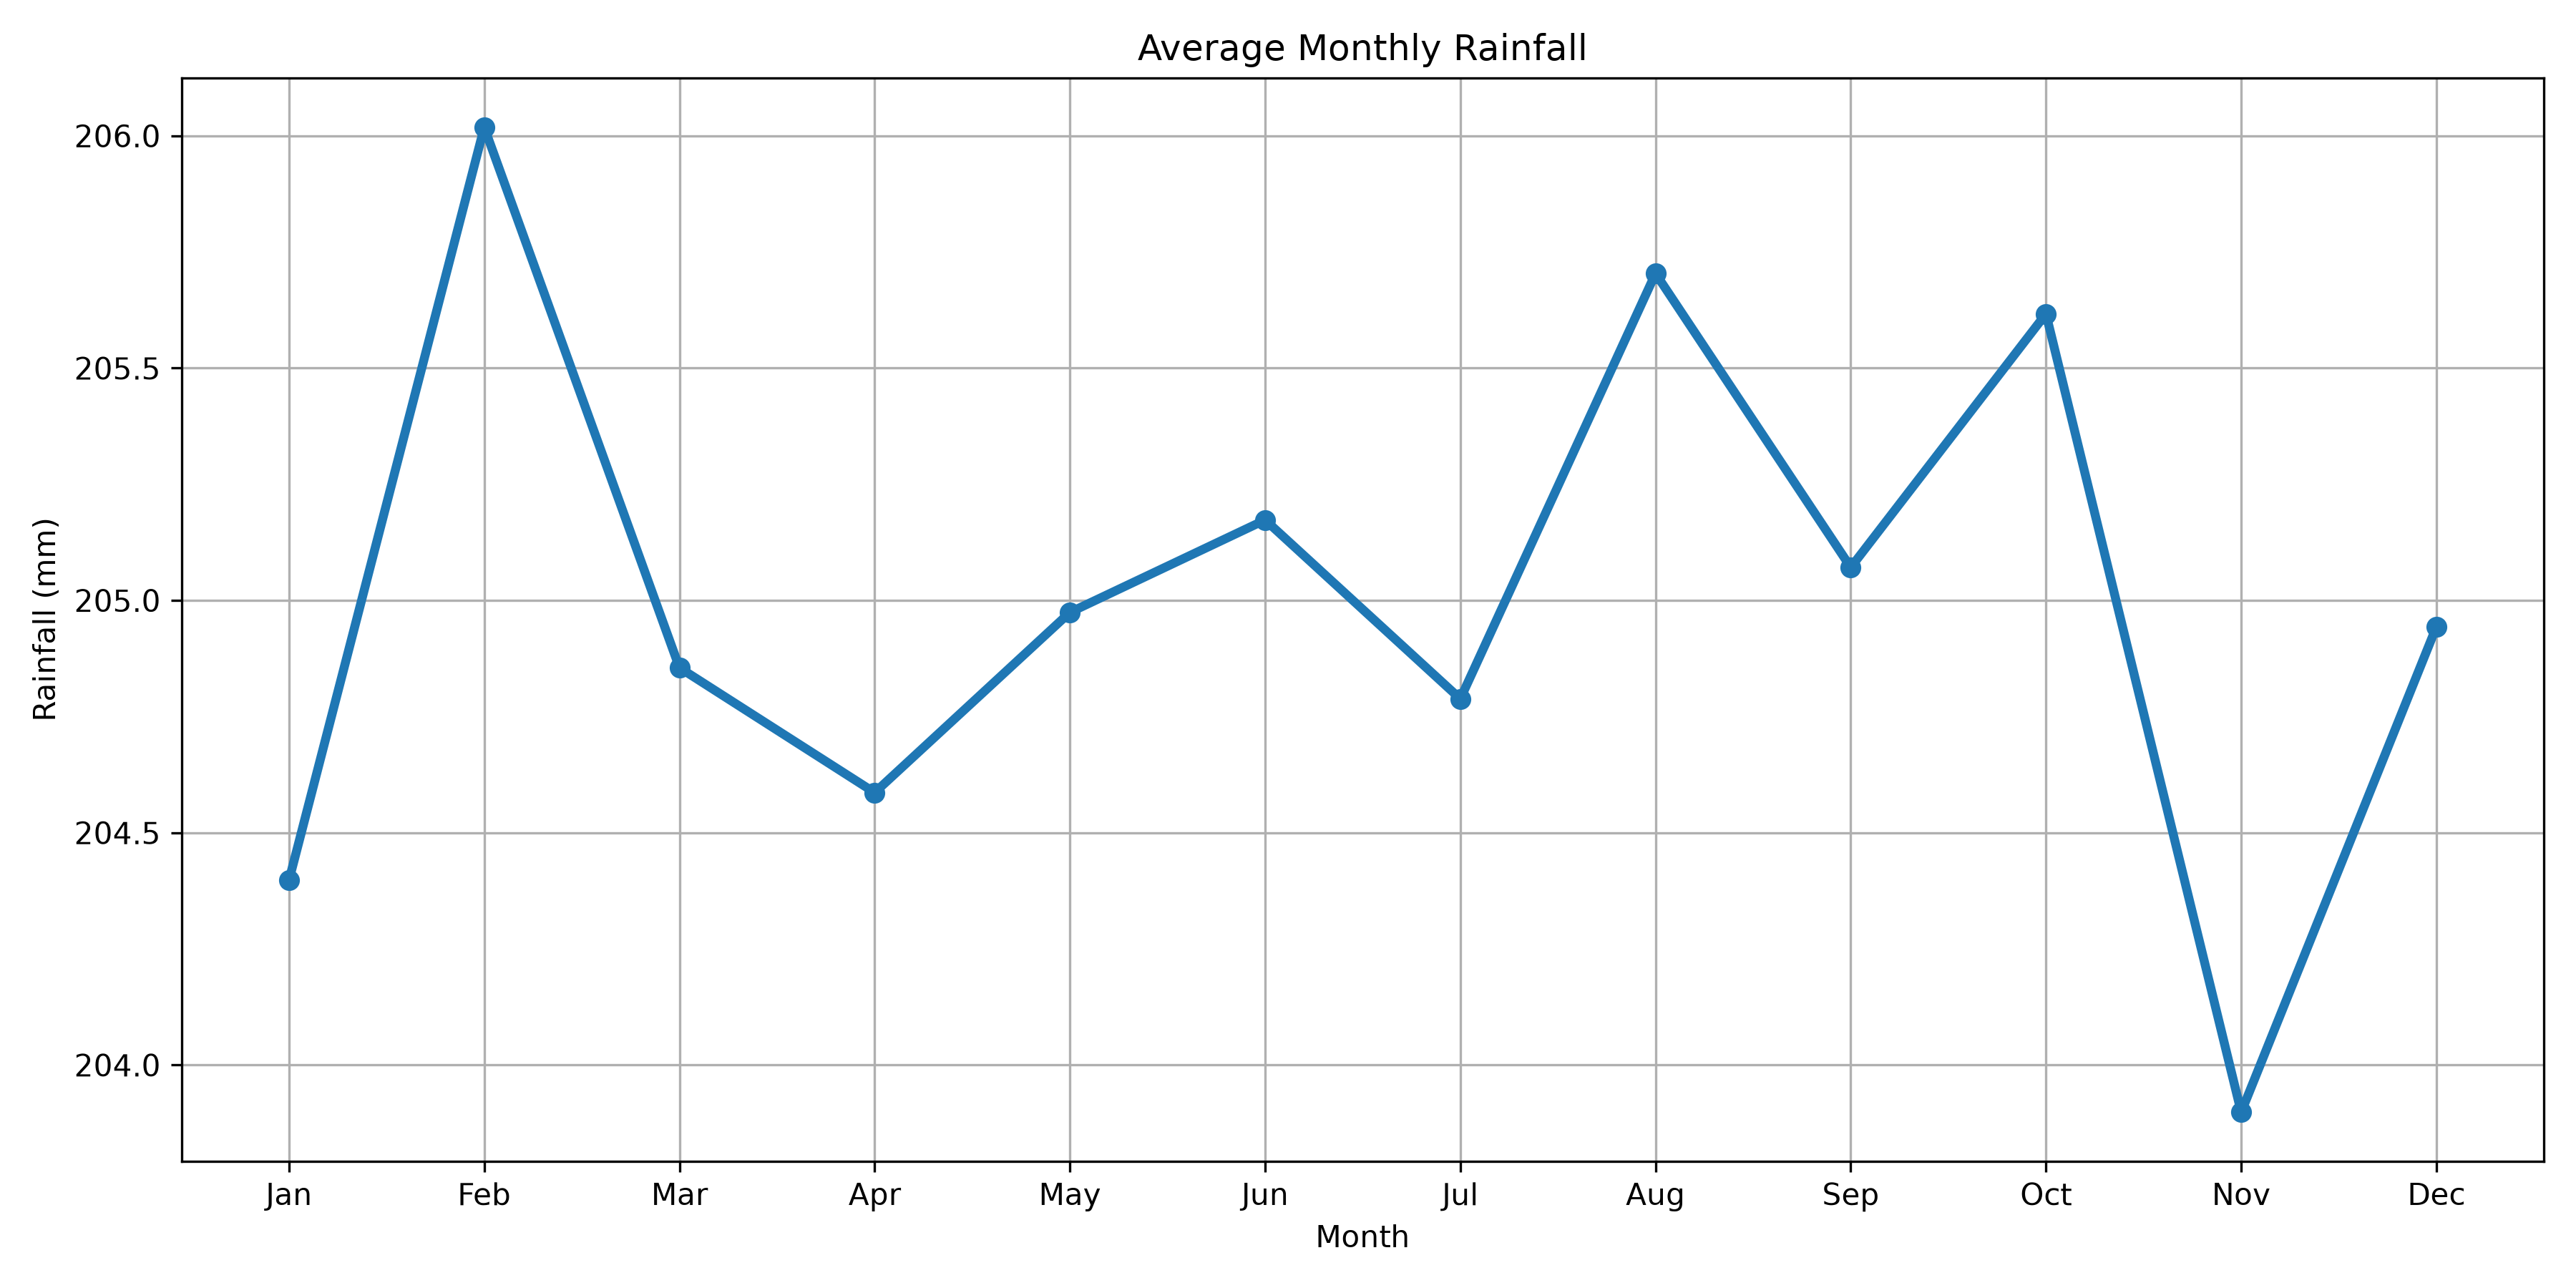 Average Monthly Rainfall
206.0
205.5
205.0
204.5
204.0
Rainfall (mm)
Jan Feb Mar Apr May Jun Jul Aug Sep Oct Nov Dec
Month